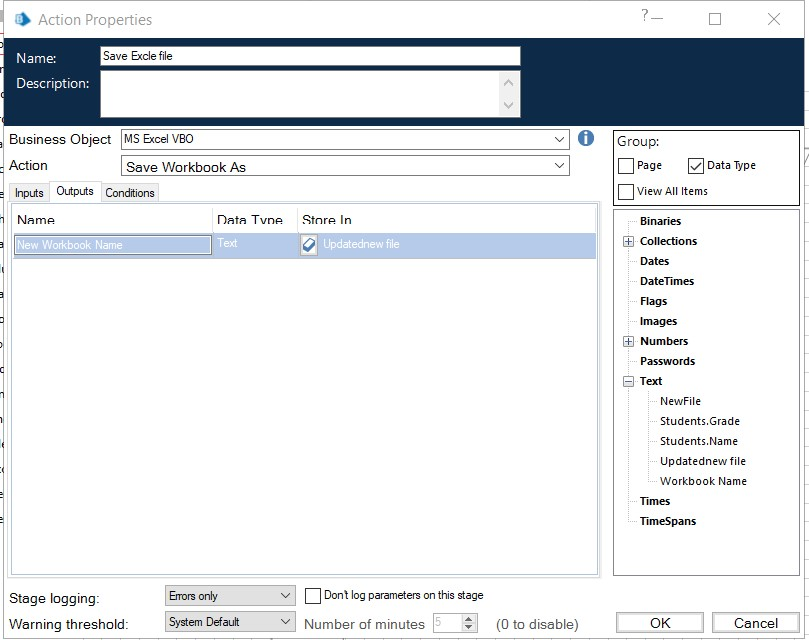 Action Properties
?
Name: Save Excle file
Description:
Business Object MS Excel VBO
Action Save Workbook As
Inputs Outputs Conditions
Name Data Type Store In
New Workbook Name Text Updatednew file
Group:
Page Data Type
View All Items
Binaries
Collections
Dates
DateTimes
Flags
Images
Numbers
Passwords
Text
NewFile
Students.Grade
Students.Name
Updatednew file
Workbook Name
Times
TimeSpans
Stage logging: Errors only Don't log parameters on this stage
Warning threshold: System Default Number of minutes 5 (0 to disable)
OK Cancel